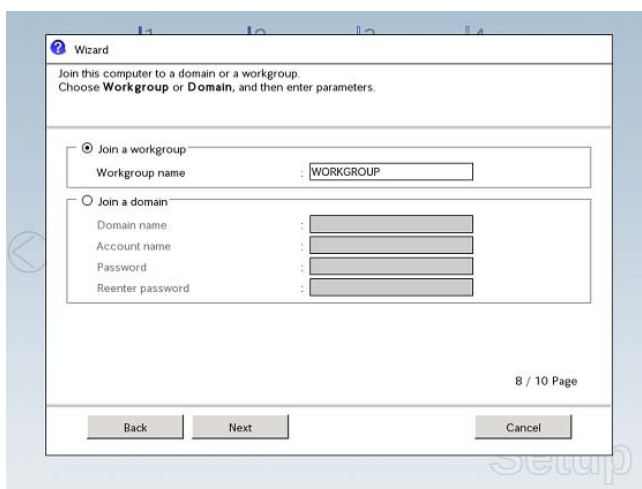 Wizard
Join this computer to a domain or a workgroup.
Choose Workgroup or Domain, and then enter parameters.
Join a workgroup
Workgroup name : WORKGROUP
Join a domain
Domain name :
Account name :
Password :
Reenter password :
8 / 10 Page
Back Next Cancel
Setup